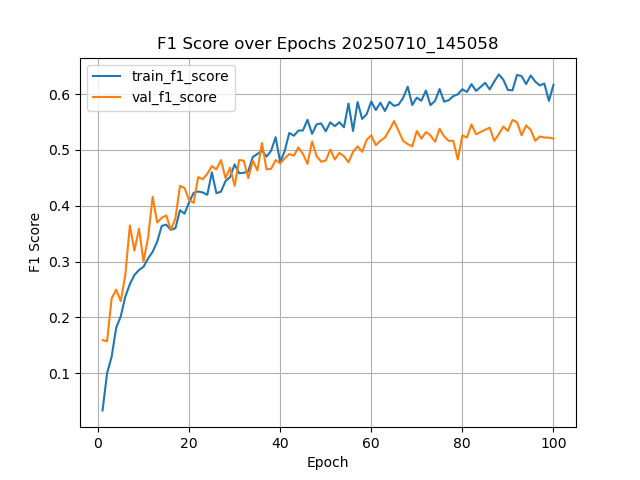 F1 Score over Epochs 20250710_145058
train_f1_score
val_f1_score
F1 Score
0.6
0.5
0.4
0.3
0.2
0.1
0 20 40 60 80 100
Epoch